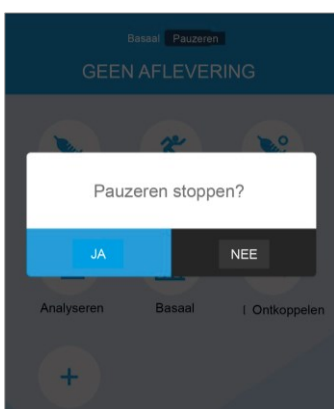 Basaal Pauzeren
GEEN AFLEVERING
Pauzeren stoppen?
JA NEE
Analyseren Basaal | Ontkoppelen